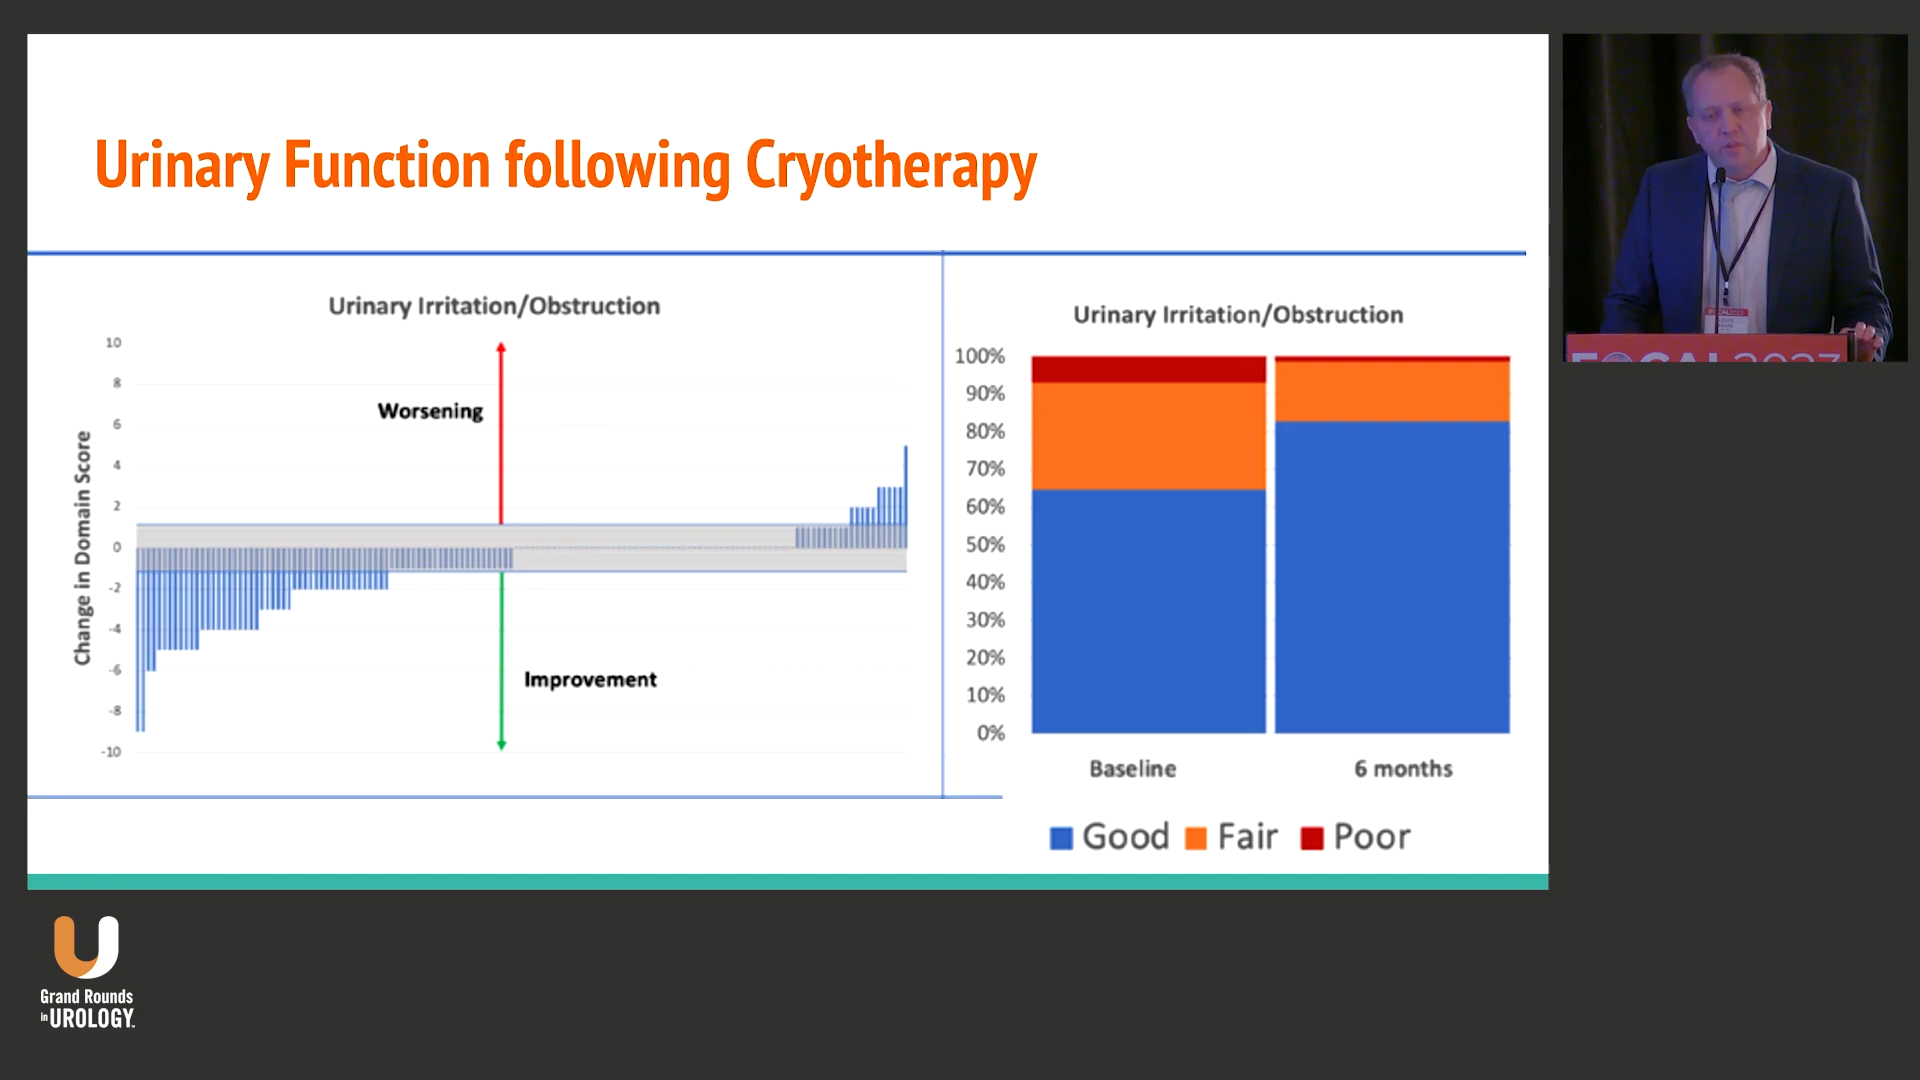 Urinary Function following Cryotherapy
Urinary Irritation/Obstruction
10
8
6
4
2
0
-2
-4
-6
-8
-10
Change in Domain Score
Worsening
Improvement
Urinary Irritation/Obstruction
100%
90%
80%
70%
60%
50%
40%
30%
20%
10%
0%
Baseline
6 months
Good Fair Poor
FOCAL 2023
Grand Rounds
in UROLOGY